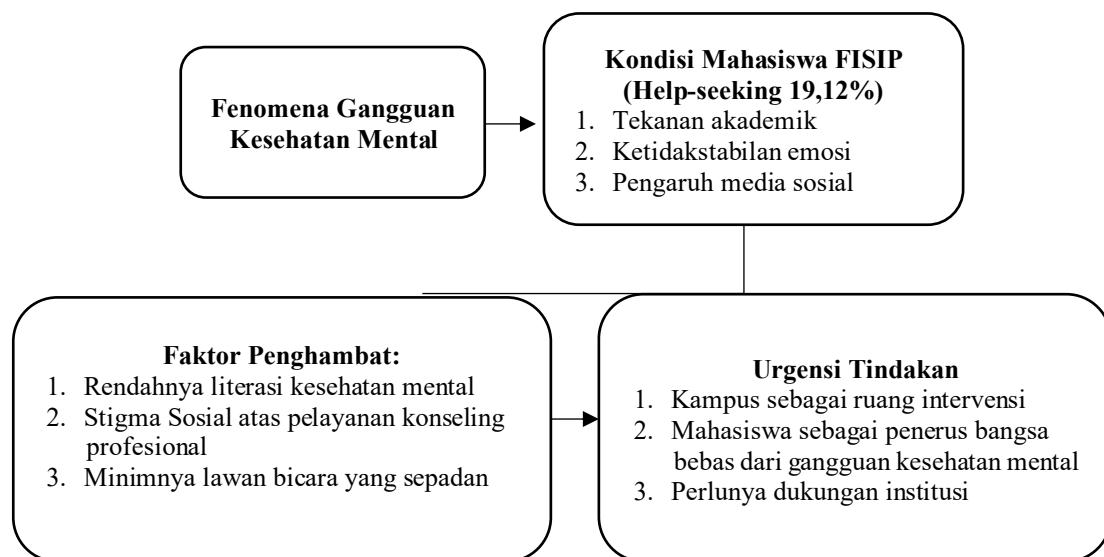 Fenomena Gangguan
Kesehatan Mental
Kondisi Mahasiswa FISIP
(Help-seeking 19,12%)
1. Tekanan akademik
2. Ketidakstabilan emosi
3. Pengaruh media sosial
Faktor Penghambat:
1. Rendahnya literasi kesehatan mental
2. Stigma Sosial atas pelayanan konseling
profesional
3. Minimnya lawan bicara yang sepadan
Urgensi Tindakan
1. Kampus sebagai ruang intervensi
2. Mahasiswa sebagai penerus bangsa
bebas dari gangguan kesehatan mental
3. Perlunya dukungan institusi